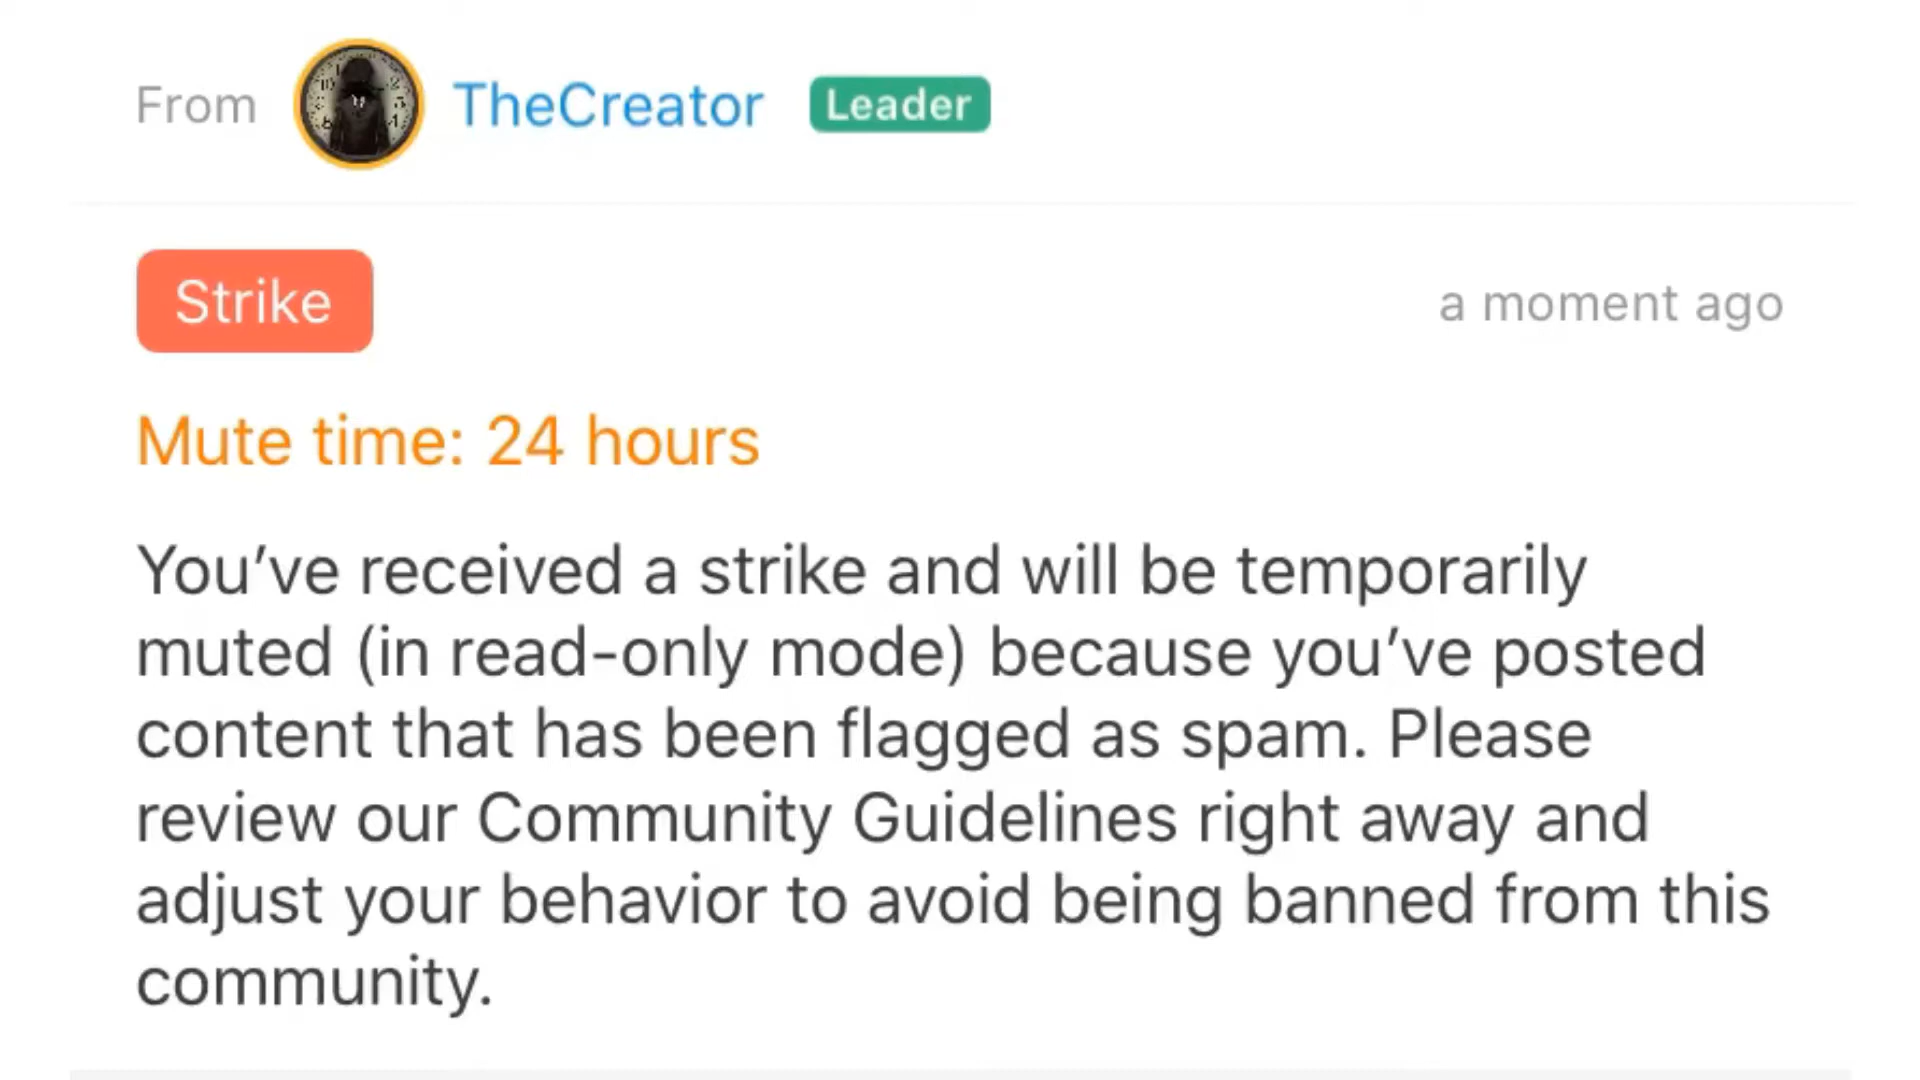 From TheCreator Leader
Strike a moment ago
Mute time: 24 hours
You’ve received a strike and will be temporarily
muted (in read-only mode) because you’ve posted
content that has been flagged as spam. Please
review our Community Guidelines right away and
adjust your behavior to avoid being banned from this
community.